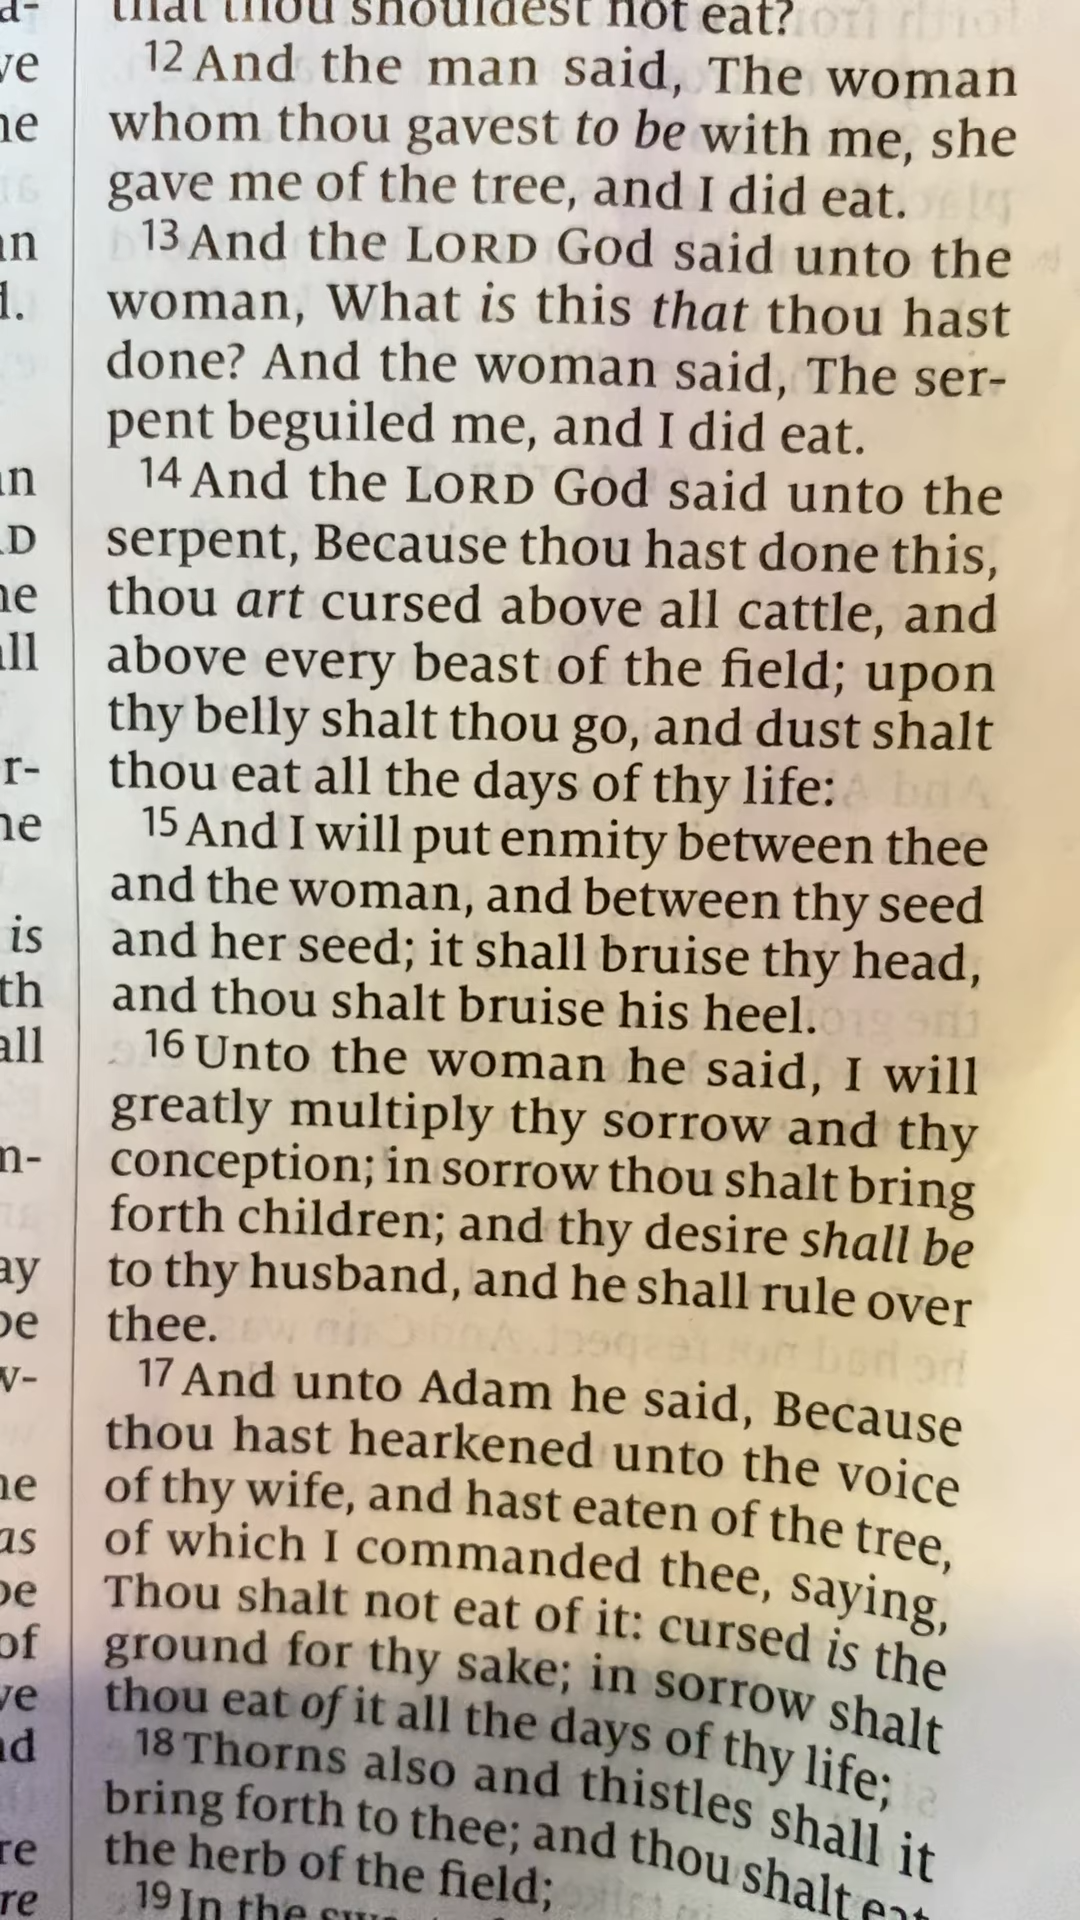 that thou shouldest not eat?
12 And the man said, The woman
whom thou gavest to be with me, she
gave me of the tree, and I did eat.
13 And the LORD God said unto the
woman, What is this that thou hast
done? And the woman said, The ser-
pent beguiled me, and I did eat.
14 And the LORD God said unto the
serpent, Because thou hast done this,
thou art cursed above all cattle, and
above every beast of the field; upon
thy belly shalt thou go, and dust shalt
thou eat all the days of thy life:
15 And I will put enmity between thee
and the woman, and between thy seed
and her seed; it shall bruise thy head,
and thou shalt bruise his heel.
16 Unto the woman he said, I will
greatly multiply thy sorrow and thy
conception; in sorrow thou shalt bring
forth children; and thy desire shall be
to thy husband, and he shall rule over
thee.
17 And unto Adam he said, Because
thou hast hearkened unto the voice
of thy wife, and hast eaten of the tree,
of which I commanded thee, saying,
Thou shalt not eat of it: cursed is the
ground for thy sake; in sorrow shalt
thou eat of it all the days of thy life;
18 Thorns also and thistles shall it
bring forth to thee; and thou shalt eat
the herb of the field;
19 In the